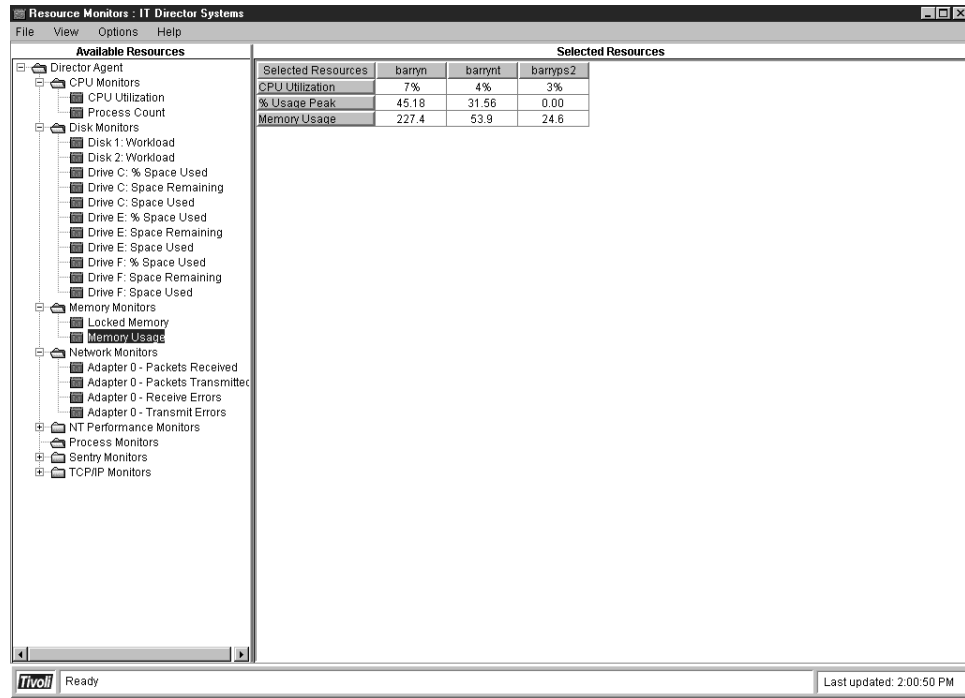 Resource Monitors : IT Director Systems
File View Options Help
Available Resources
Director Agent
CPU Monitors
CPU Utilization
Process Count
Disk Monitors
Disk 1: Workload
Disk 2: Workload
Drive C: % Space Used
Drive C: Space Remaining
Drive C: Space Used
Drive E: % Space Used
Drive E: Space Remaining
Drive E: Space Used
Drive F: % Space Used
Drive F: Space Remaining
Drive F: Space Used
Memory Monitors
Locked Memory
Memory Usage
Network Monitors
Adapter 0 - Packets Received
Adapter 0 - Packets Transmitted
Adapter 0 - Receive Errors
Adapter 0 - Transmit Errors
NT Performance Monitors
Process Monitors
Sentry Monitors
TCP/IP Monitors
Selected Resources
Selected Resources barryn barrynt barryps2
CPU Utilization 7% 4% 3%
% Usage Peak 45.18 31.56 0.00
Memory Usage 227.4 53.9 24.6
Tivoli Ready Last updated: 2:00:50 PM